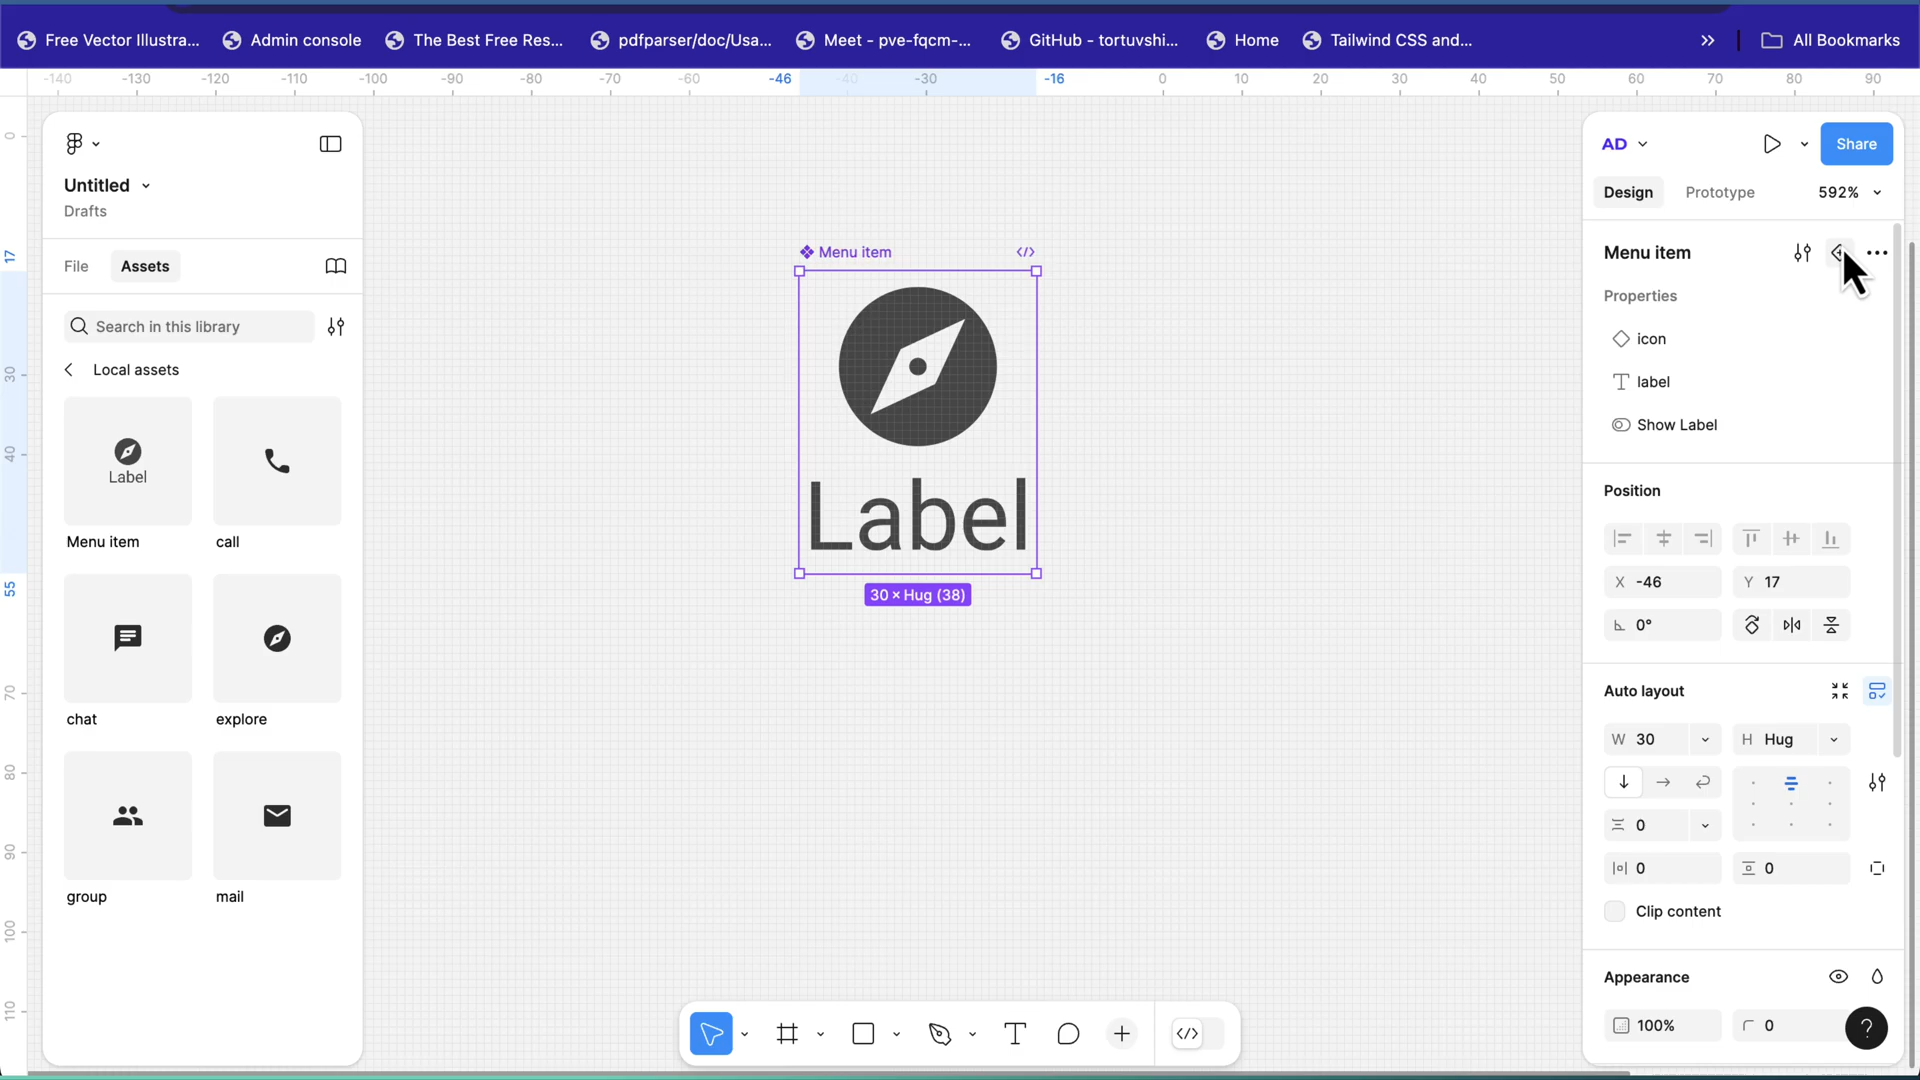 Free Vector Illustra...
Admin console
The Best Free Res...
pdfparser/doc/Usa...
Meet - pve-fqcm-...
GitHub - tortuvshi...
Home
Tailwind CSS and...
All Bookmarks
-140 -130 -120 -110 -100 -90 -80 -70 -60 -46 -40 -30 -16 0 10 20 30 40 50 60 70 80 90
0
17
30
40
55
70
80
90
100
110
Untitled
Drafts
File
Assets
Search in this library
Local assets
Label
Menu item
call
chat
explore
group
mail
Menu item
Label
30 × Hug (38)
AD
Share
Design
Prototype
592%
Menu item
Properties
icon
label
Show Label
Position
X -46
Y 17
0°
Auto layout
W 30
H Hug
0
0
0
Clip content
Appearance
100%
0
?